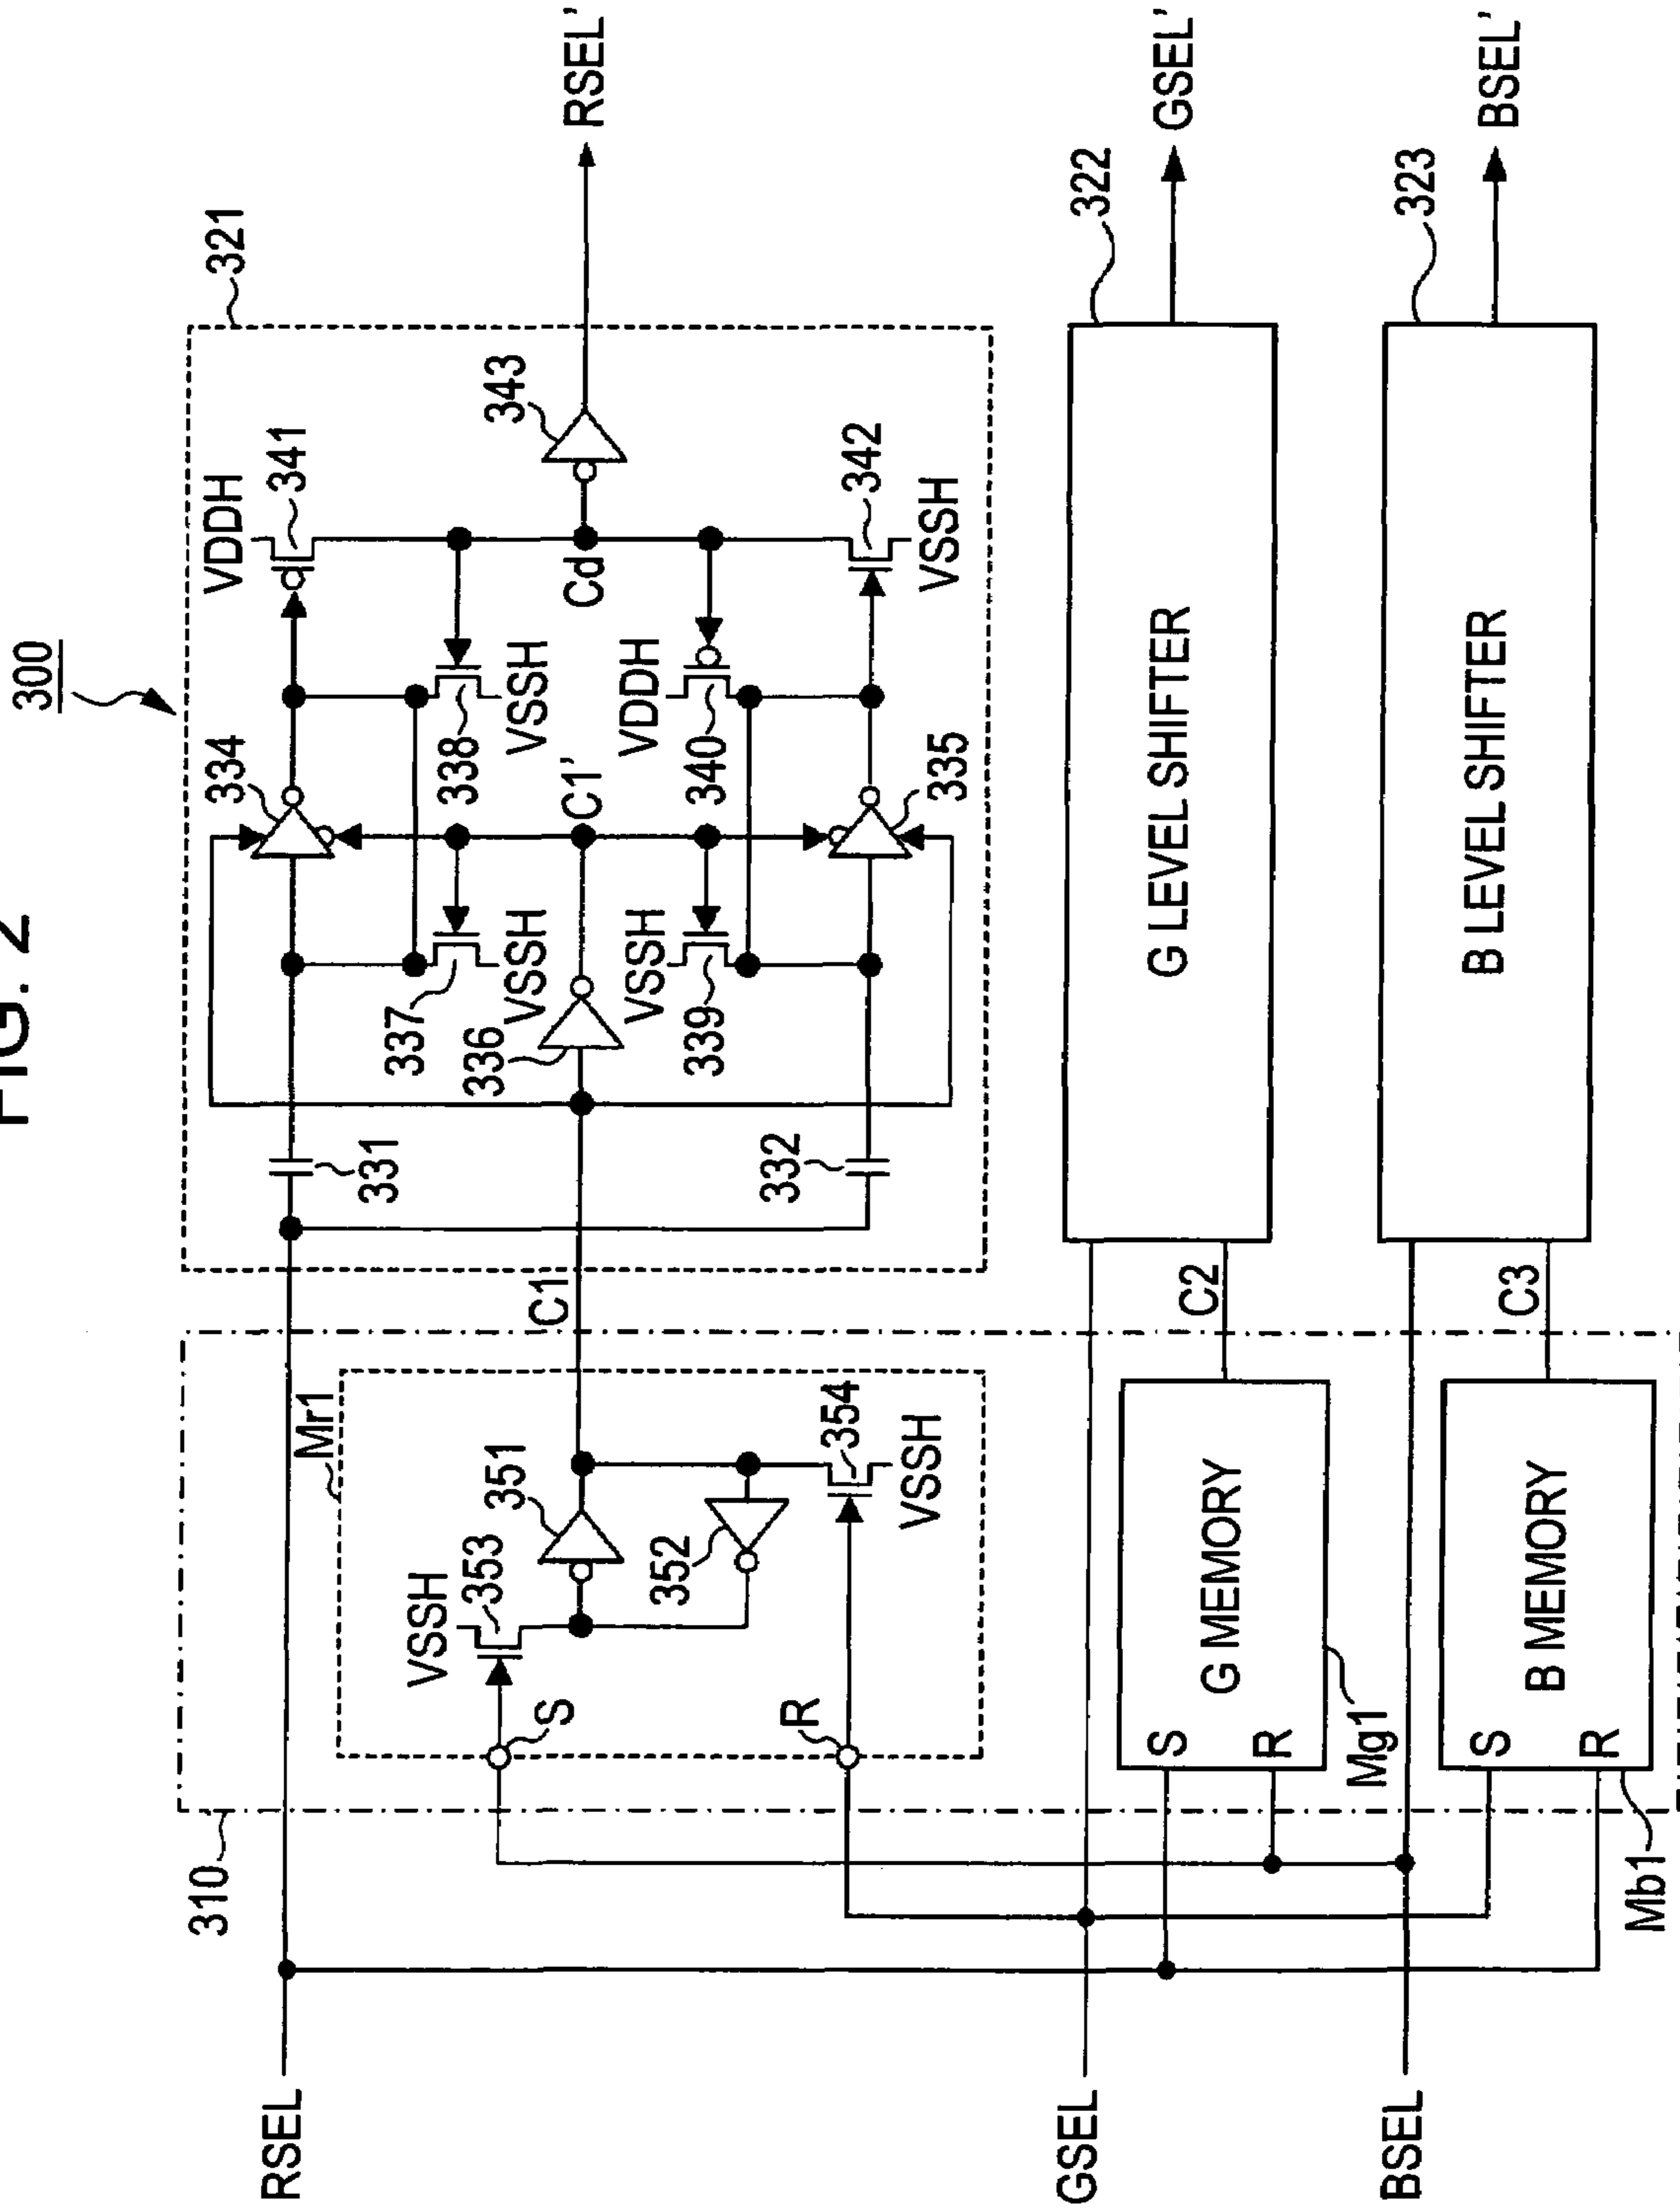 FIG. 2
300
321
VDDH
341
334
331
337
VSSH
338
VSSH
336
C1'
Cd
343
RSEL'
C1
339
VSSH
340
VDDH
332
335
342
VSSH
310
RSEL
Mr1
VSSH
353
351
352
354
VSSH
S
R
GSEL
S
R
G MEMORY
Mg1
C2
G LEVEL SHIFTER
322
GSEL'
BSEL
S
R
B MEMORY
Mb1
C3
B LEVEL SHIFTER
323
BSEL'